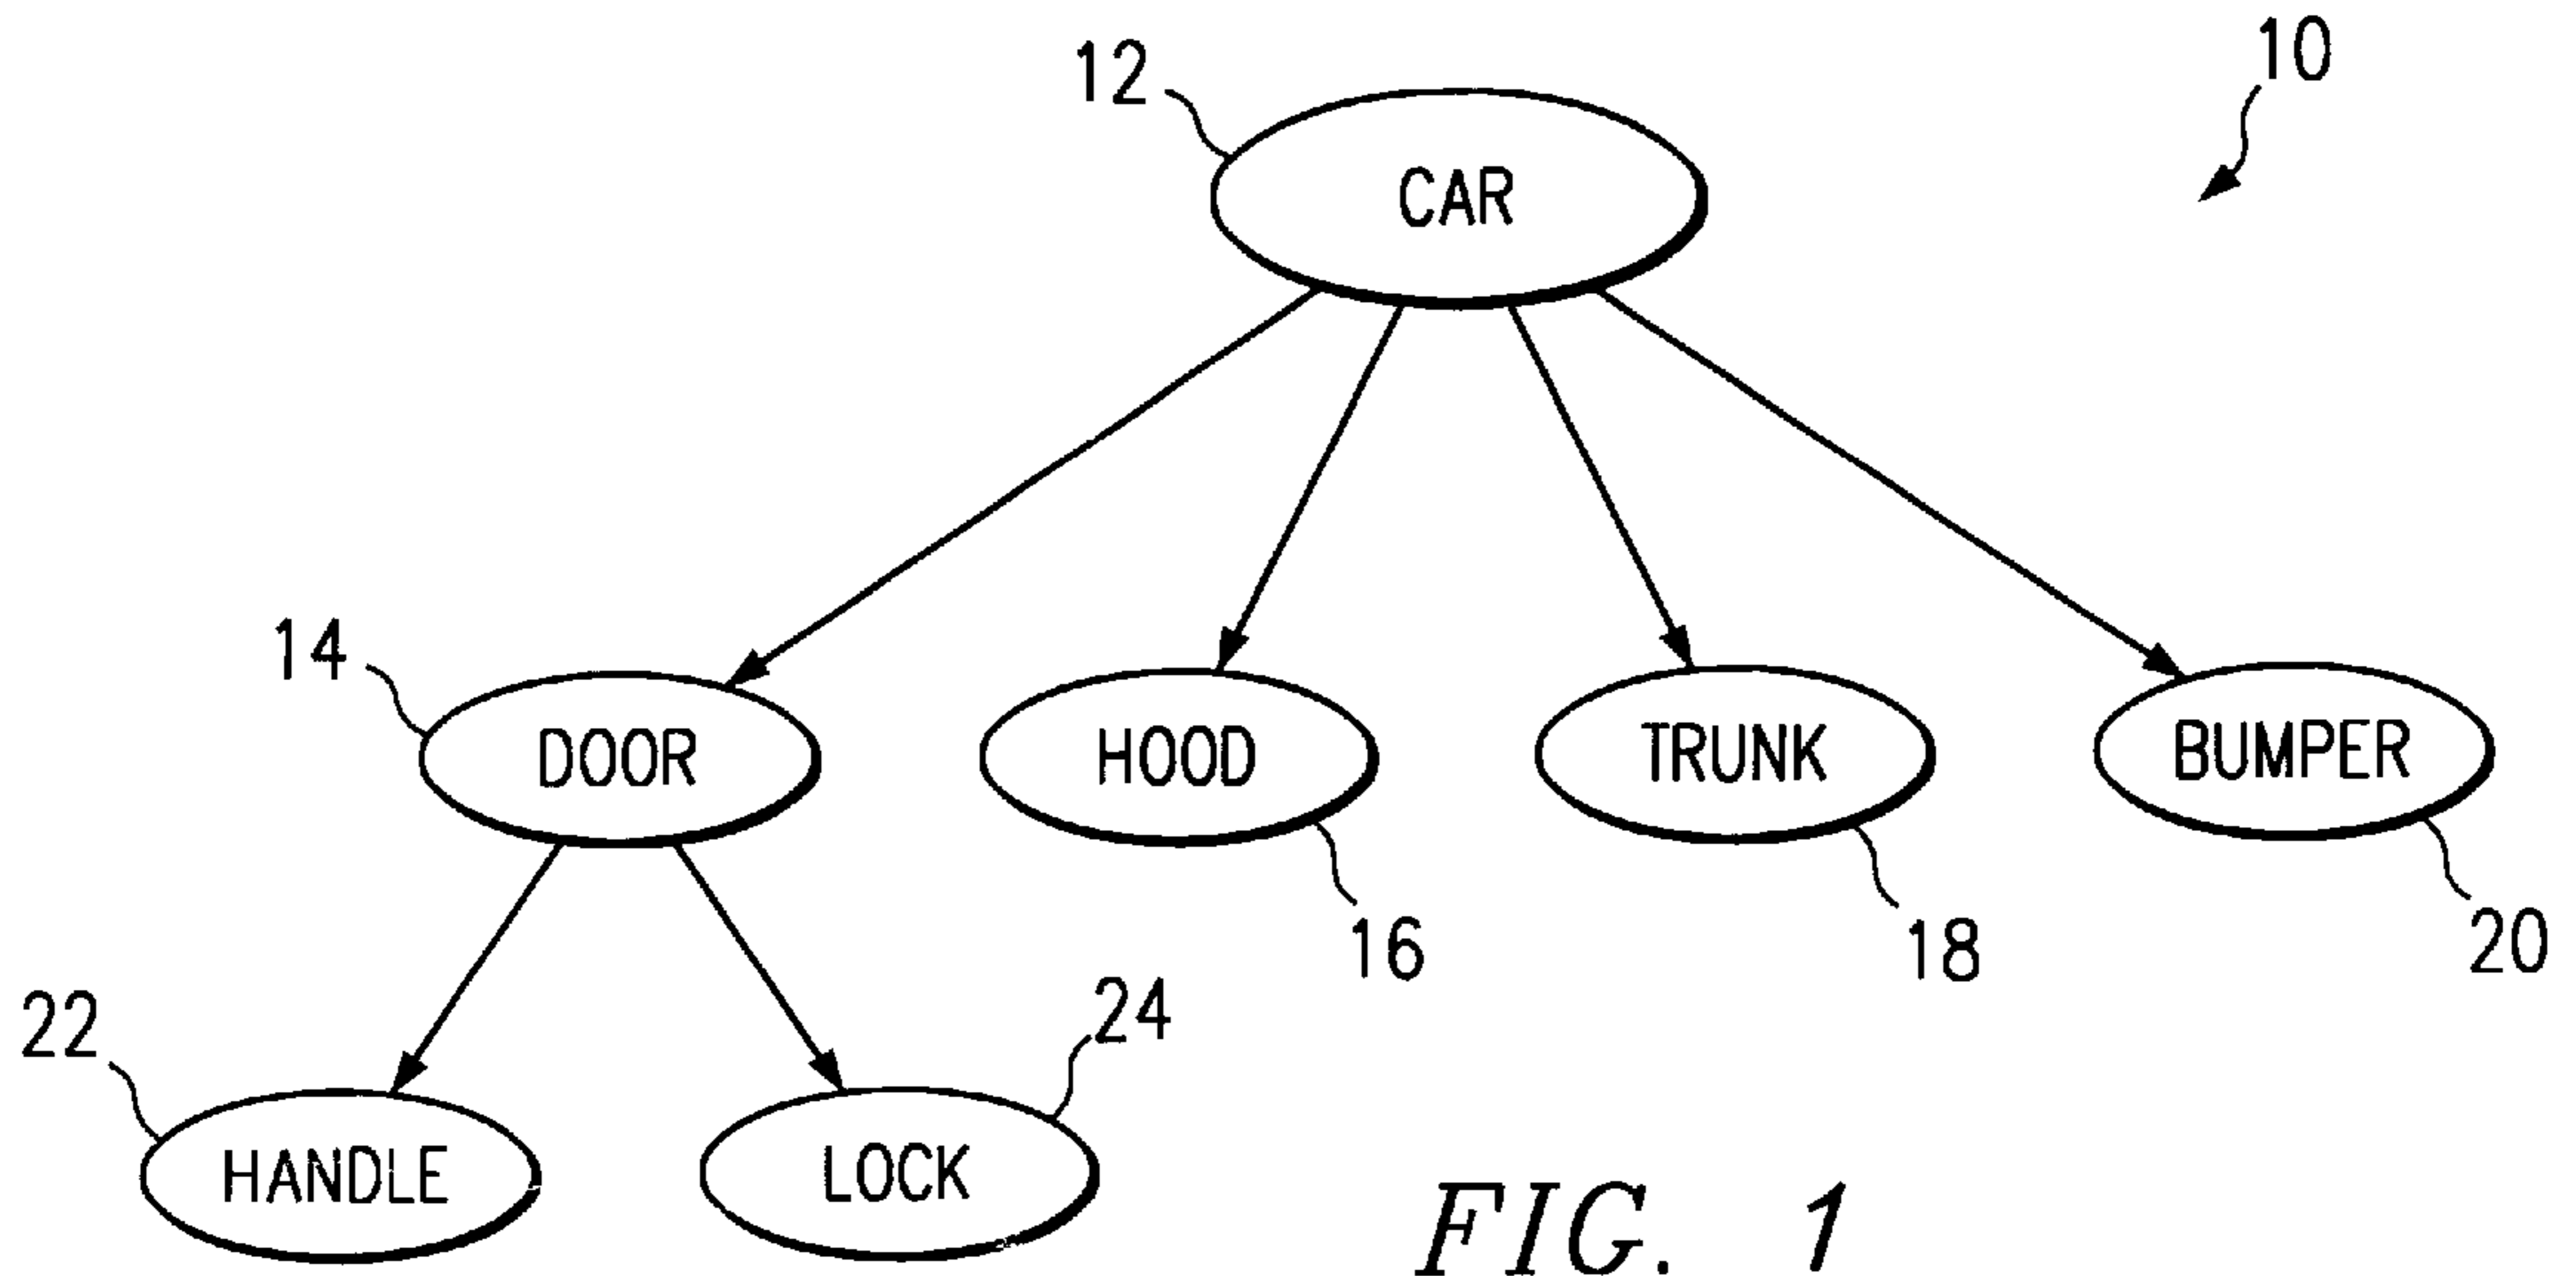 10
12
CAR
14
DOOR
HOOD
TRUNK
BUMPER
16
18
20
22
24
HANDLE
LOCK
FIG. 1